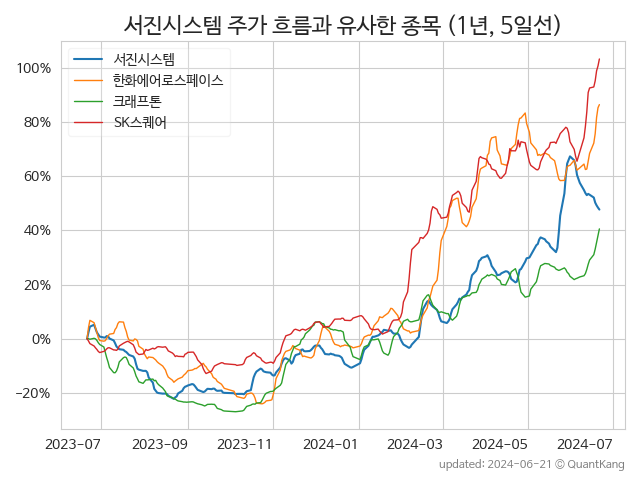 서진시스템 주가 흐름과 유사한 종목 (1년, 5일선)
서진시스템
한화에어로스페이스
크래프톤
SK스퀘어
100%
80%
60%
40%
20%
0%
−20%
2023-07 2023-09 2023-11 2024-01 2024-03 2024-05 2024-07
updated: 2024-06-21 © QuantKang